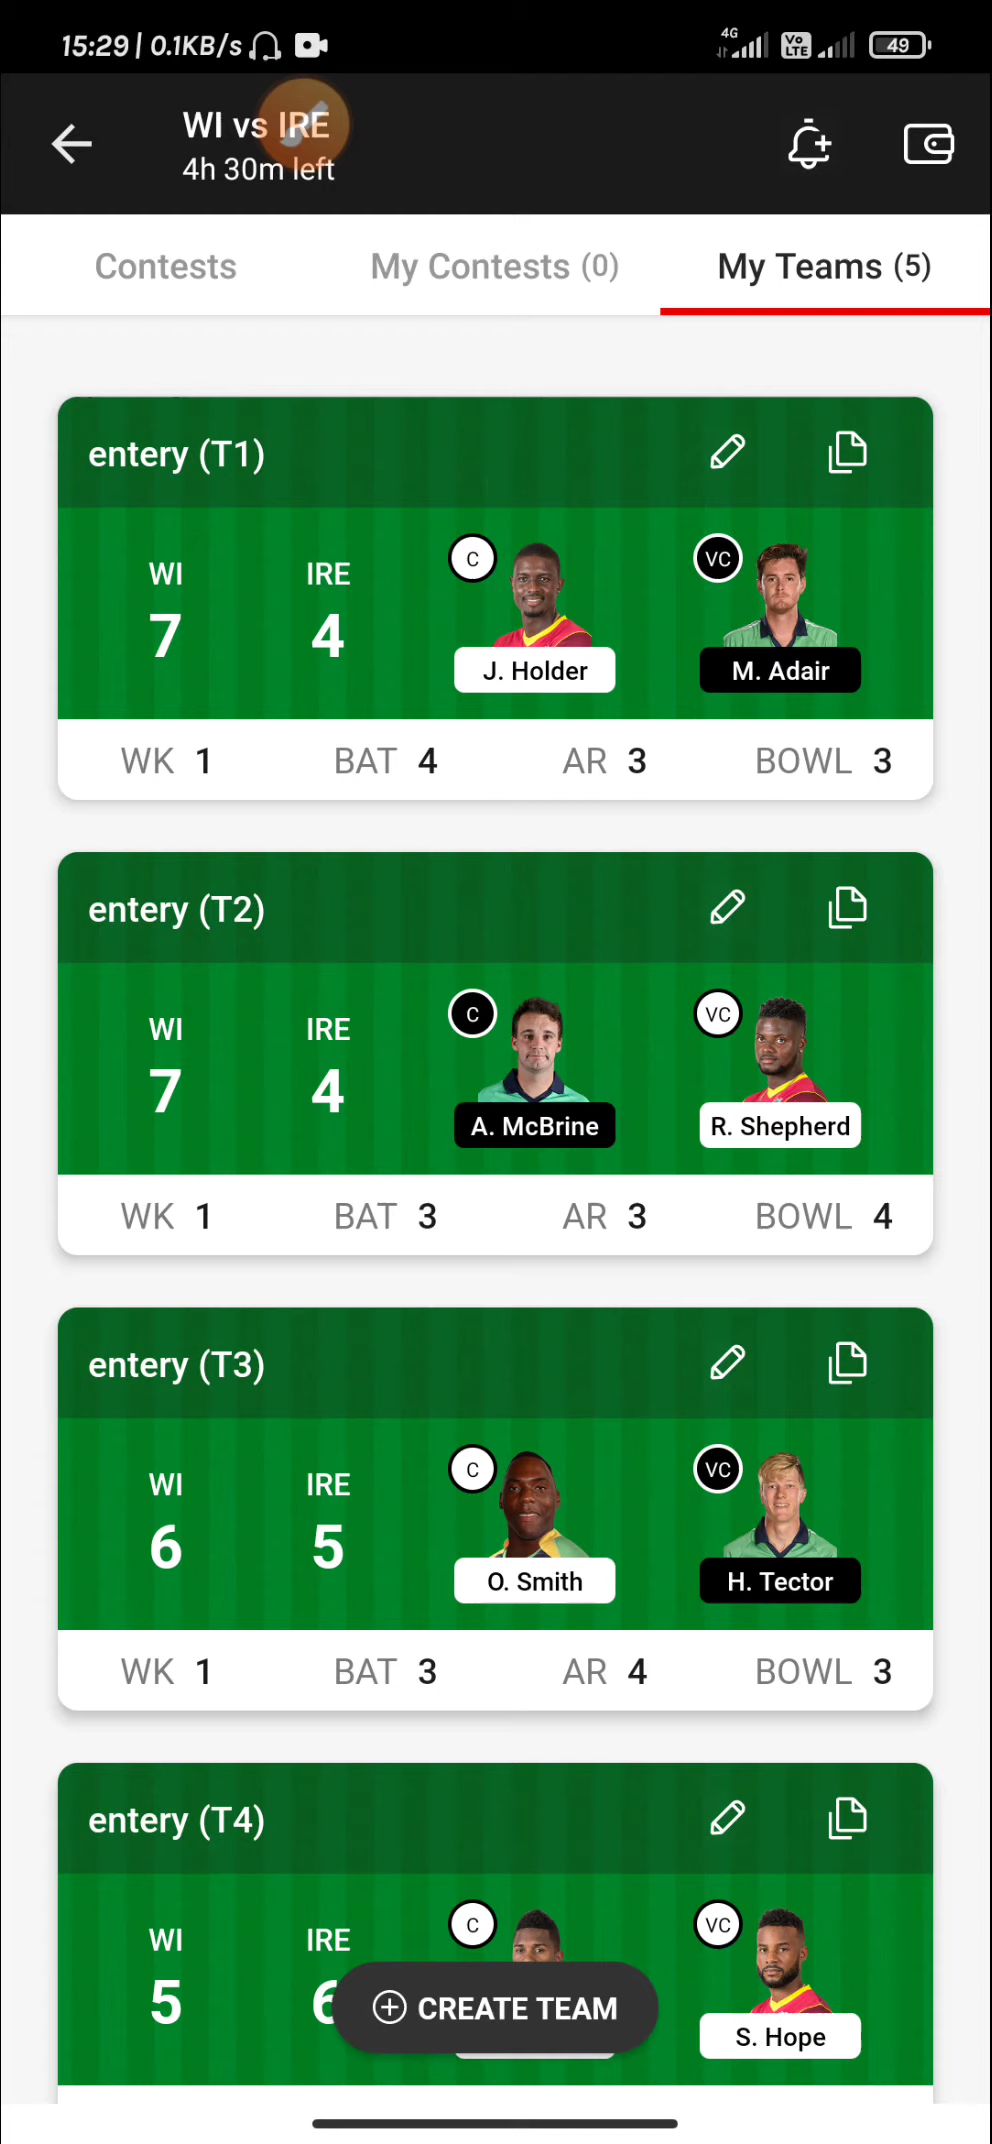 15:29 | 0.1KB/s 4G Vo LTE 49
WI vs IRE
4h 30m left
Contests My Contests (0) My Teams (5)
entery (T1)
WI IRE C VC
7 4
J. Holder M. Adair
WK 1 BAT 4 AR 3 BOWL 3
entery (T2)
WI IRE C VC
7 4
A. McBrine R. Shepherd
WK 1 BAT 3 AR 3 BOWL 4
entery (T3)
WI IRE C VC
6 5
O. Smith H. Tector
WK 1 BAT 3 AR 4 BOWL 3
entery (T4)
WI IRE C VC
5 6
CREATE TEAM
S. Hope